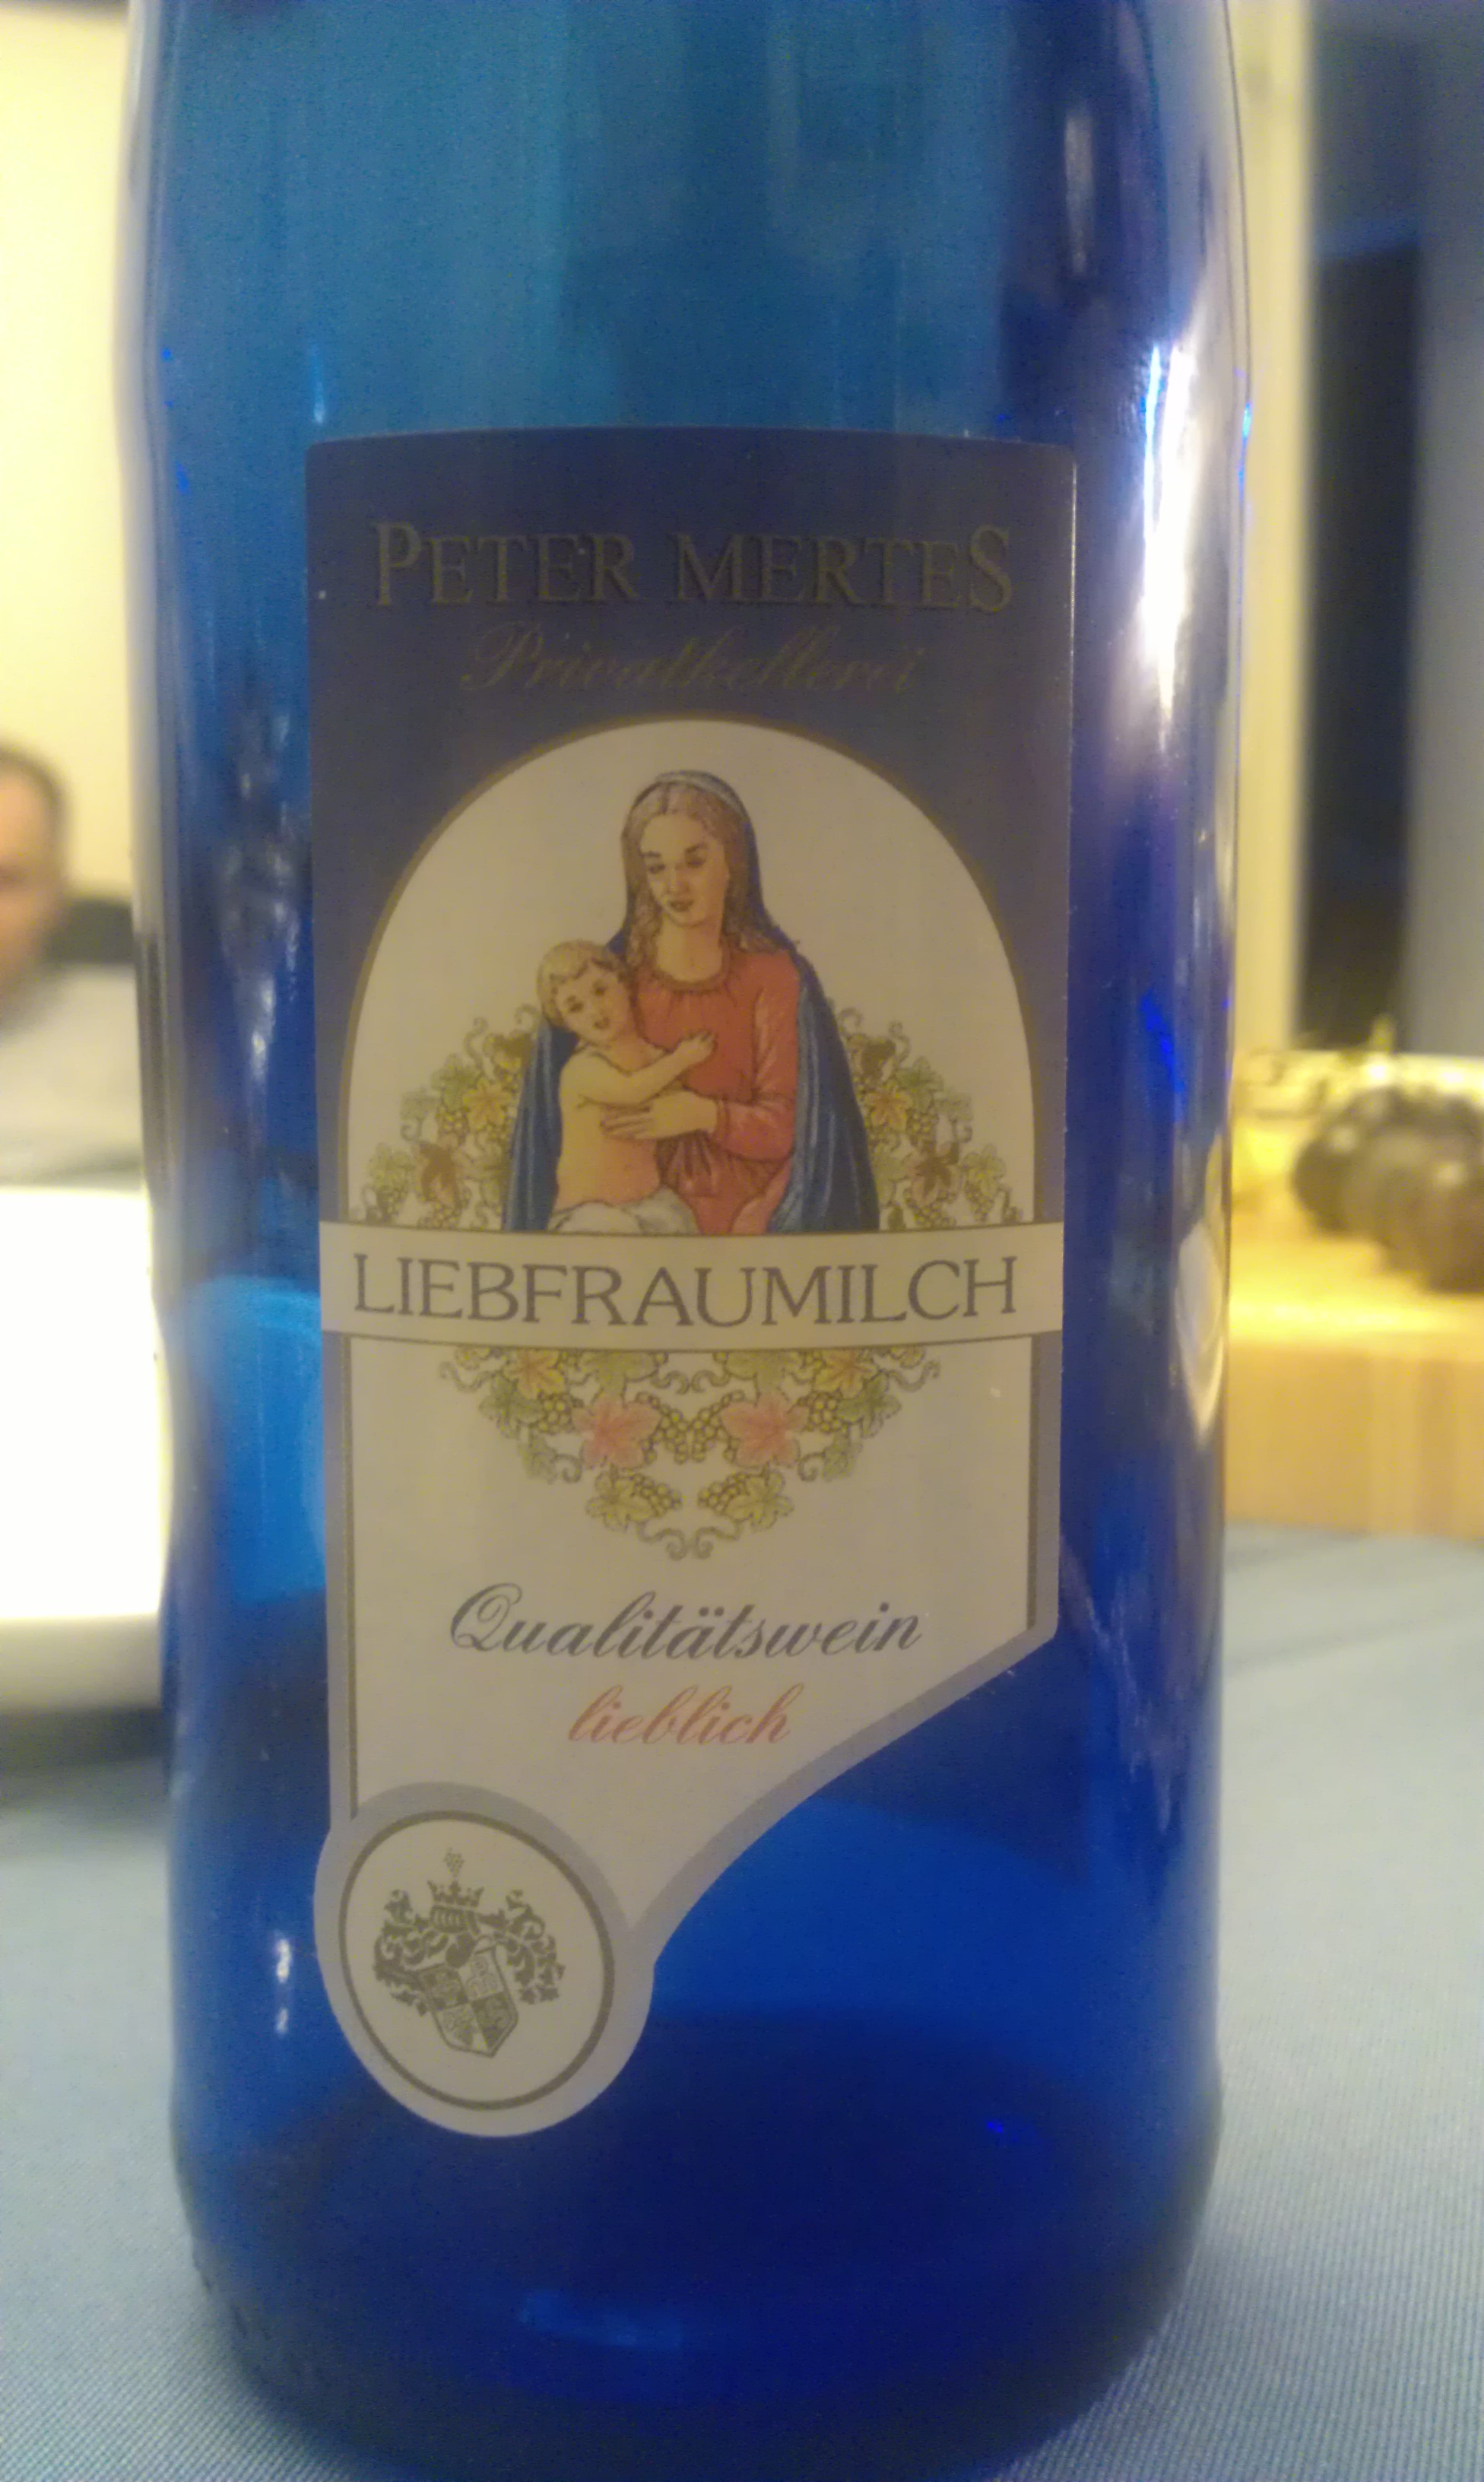 PETER MERTES
Privatkellerei
LIEBFRAUMILCH
Qualitätswein
lieblich